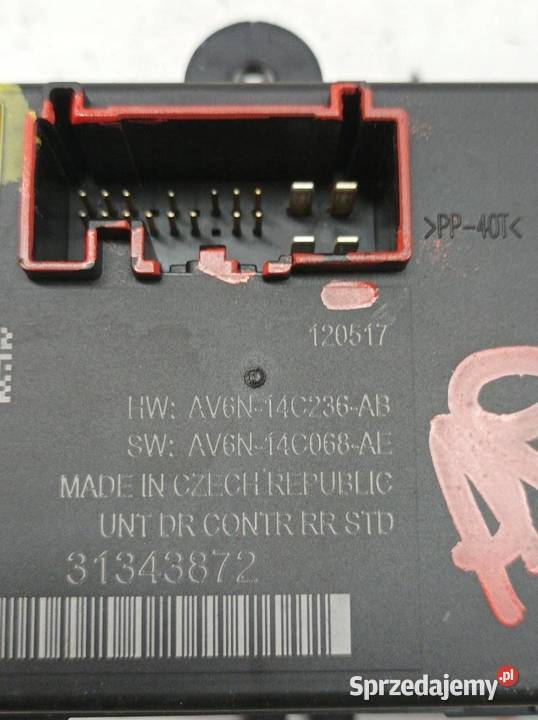 >PP-40T<
120517
HW: AV6N-14C236-AB
SW: AV6N-14C068-AE
MADE IN CZECH REPUBLIC
UNT DR CONTR RR STD
31343872
Sprzedajemy.pl